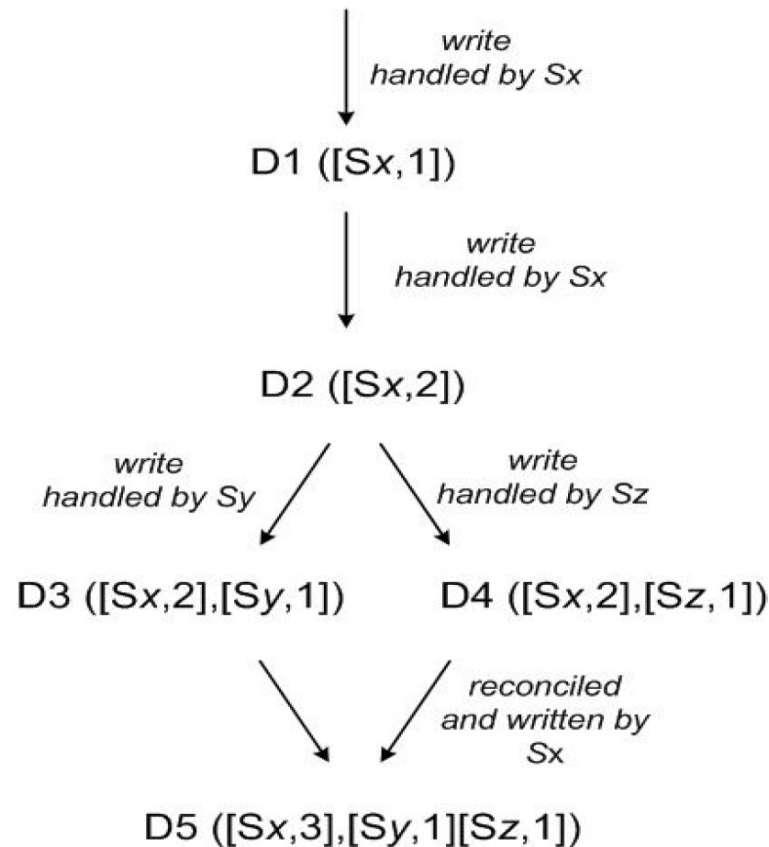 write
handled by Sx
D1 ([Sx,1])
write
handled by Sx
D2 ([Sx,2])
write
handled by Sy
write
handled by Sz
D3 ([Sx,2],[Sy,1])
D4 ([Sx,2],[Sz,1])
reconciled
and written by
Sx
D5 ([Sx,3],[Sy,1][Sz,1])